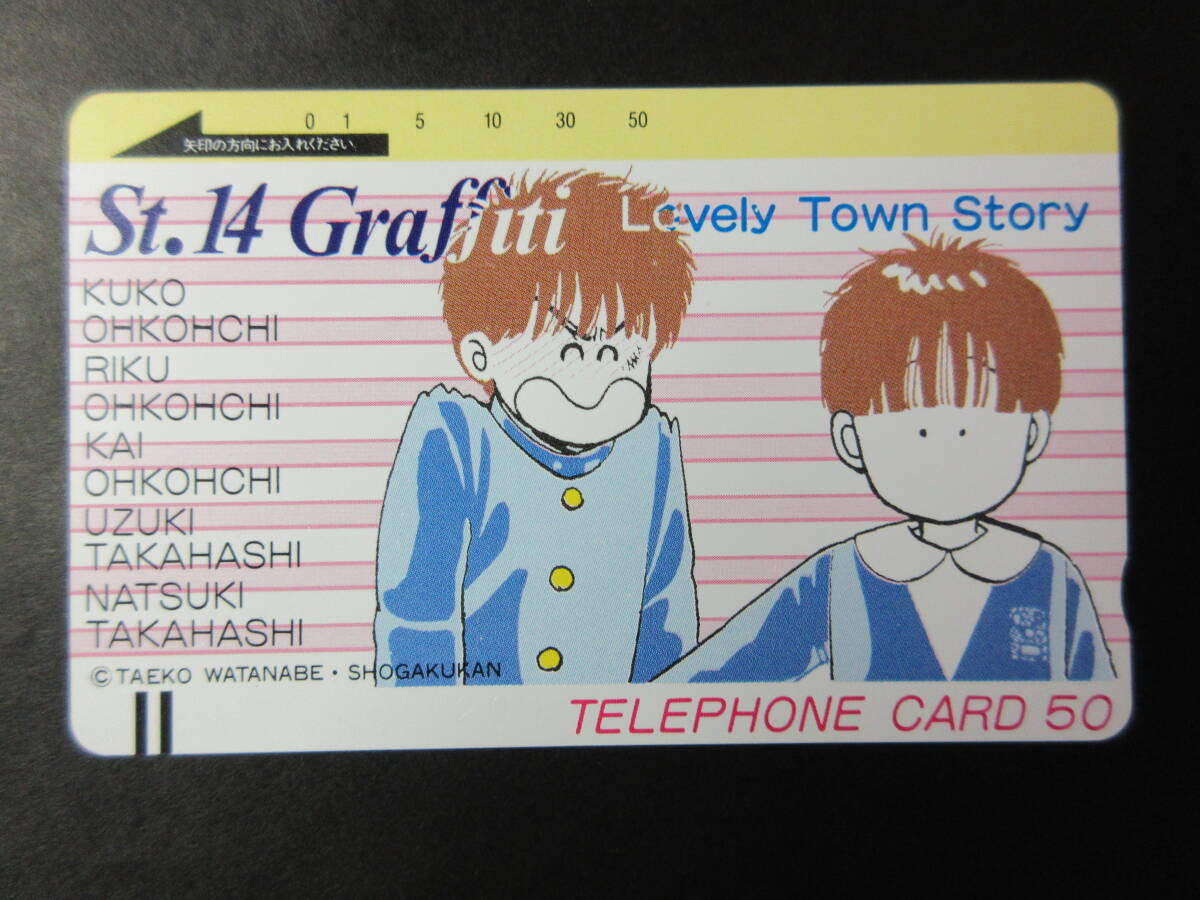 0 1 5 10 30 50
矢印の方向にお入れください
St.14 Graffiti Lovely Town Story
KUKO
OHKOHCHI
RIKU
OHKOHCHI
KAI
OHKOHCHI
UZUKI
TAKAHASHI
NATSUKI
TAKAHASHI
©TAEKO WATANABE・SHOGAKUKAN
TELEPHONE CARD 50